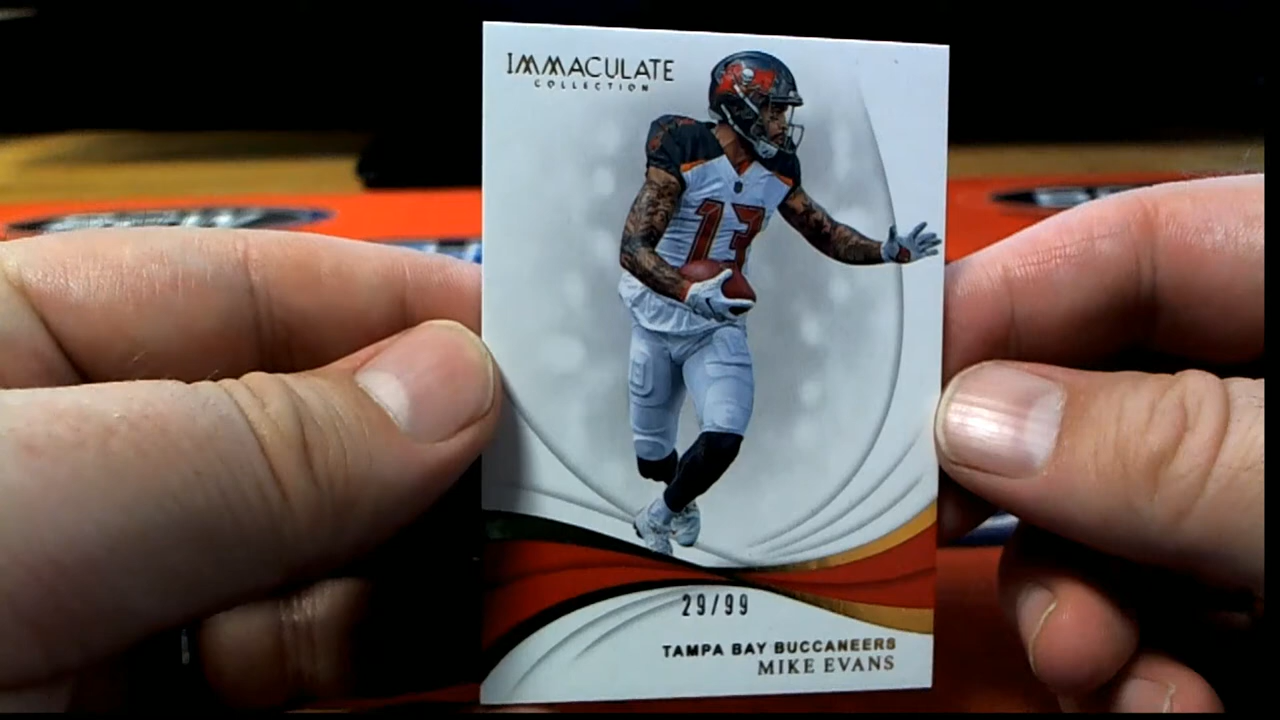 IMMACULATE
COLLECTION
13
29/99
TAMPA BAY BUCCANEERS
MIKE EVANS